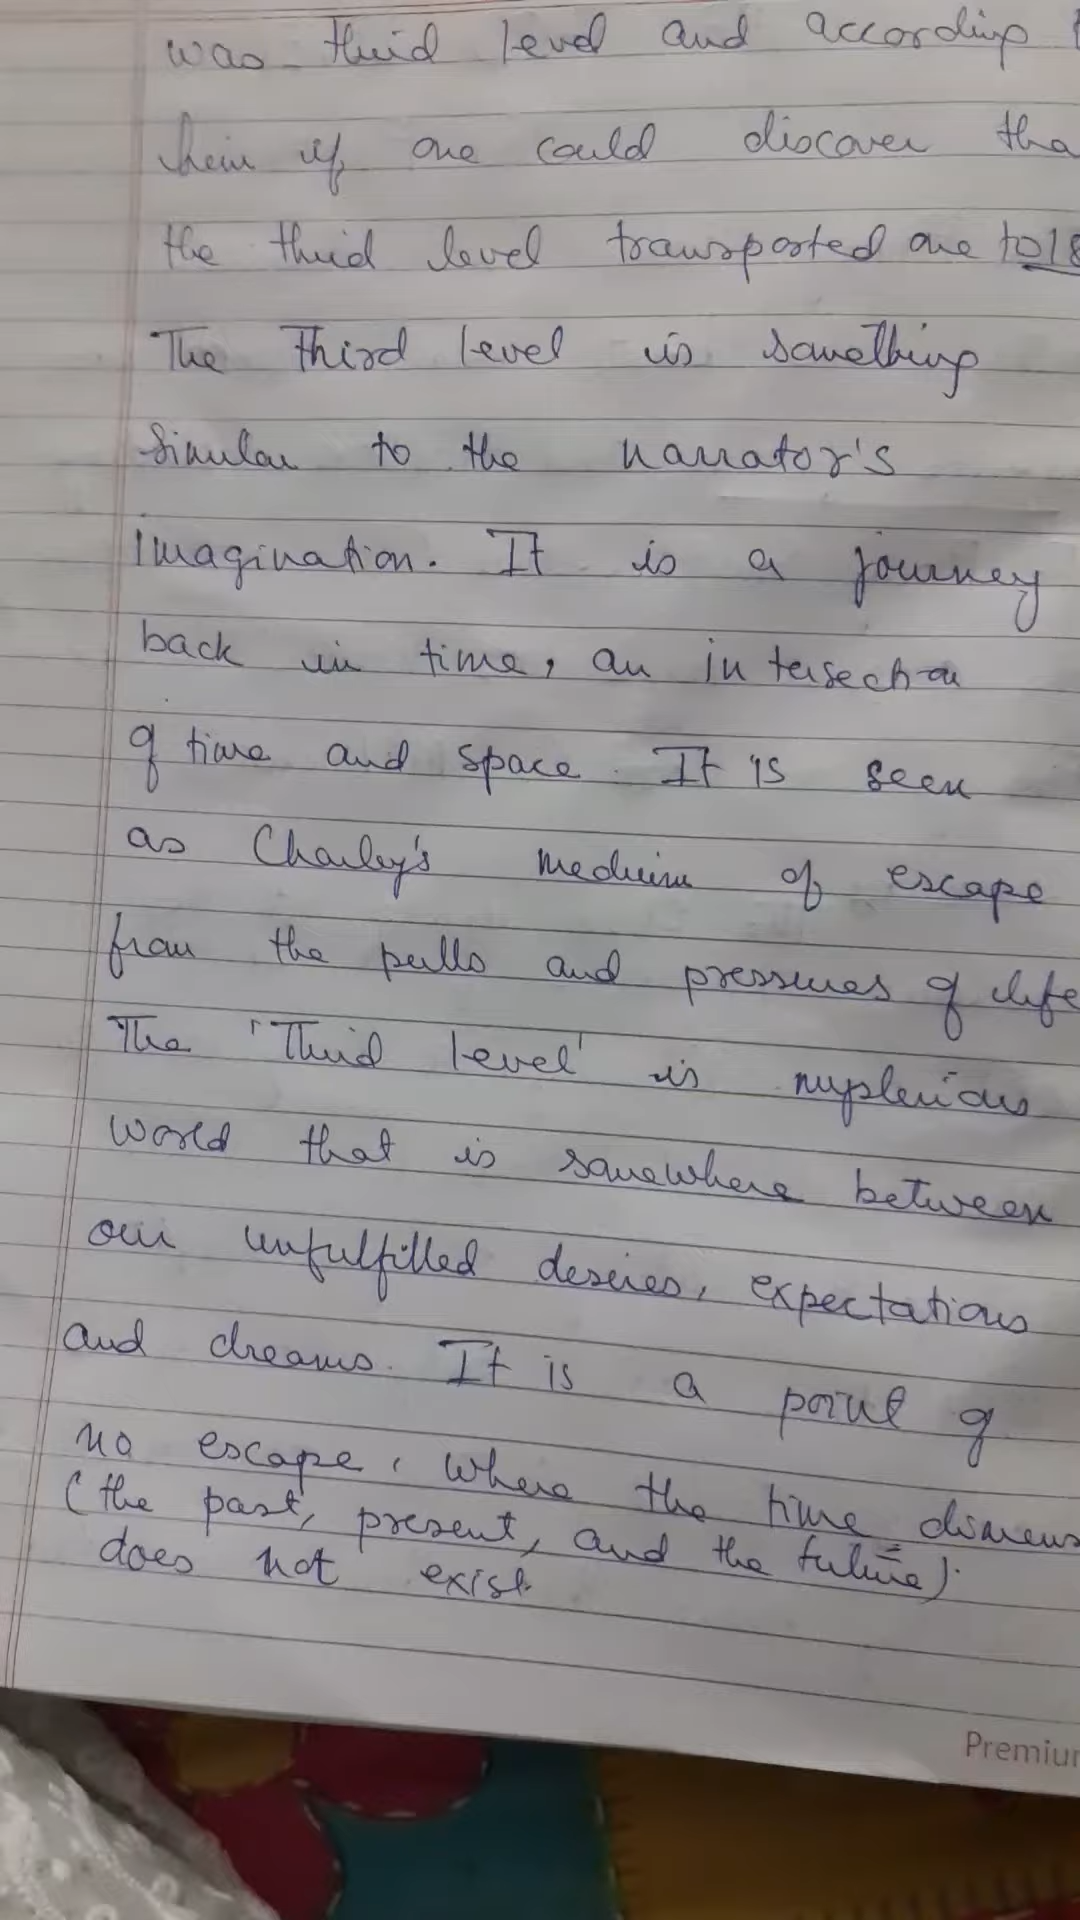 was third level and according
him if one could discover tha
the third level transported one to 18
The Third level is something
similar to the narrator's
imagination. It is a journey
back in time, an intersection
of time and space. It is seen
as Charley's medium of escape
from the pulls and pressures of life
The 'Third level' is mysterious
world that is somewhere between
our unfulfilled desires, expectations
and dreams. It is a point of
no escape, where the time dimens
(the past, present, and the future).
does not exist.
Premiu